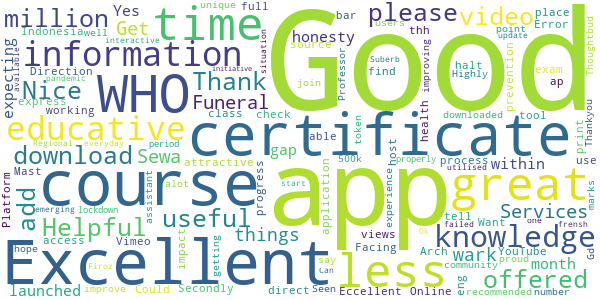 million Yes Get time please video unique full bar
Indonesia well users place Error
expecting information honesty source thh point update Thoughtbud
Direction Nice WHO Thank find Professor halt Highly prevention exam ap
express working Funeral join improving
educative certificate class check health downloaded tool
download Sewa gap able token print
period attractive 500k host process within use
Platform add course progress application experience great marks
Mast alot app properly utilised Services
Regional everyday pandemic interactive available initiative situation Suberb Good Thankyou
emerging lockdown assistant useful start tell Want one frensh
Helpful things Facing Arch YouTube knowledge failed Gd
hope access Vimeo impact views wark proud Ok
Excellent getting say less community month offered
launched Firoz Could Seen Can Eccellent Online eng
improve Secondly direct recommended number